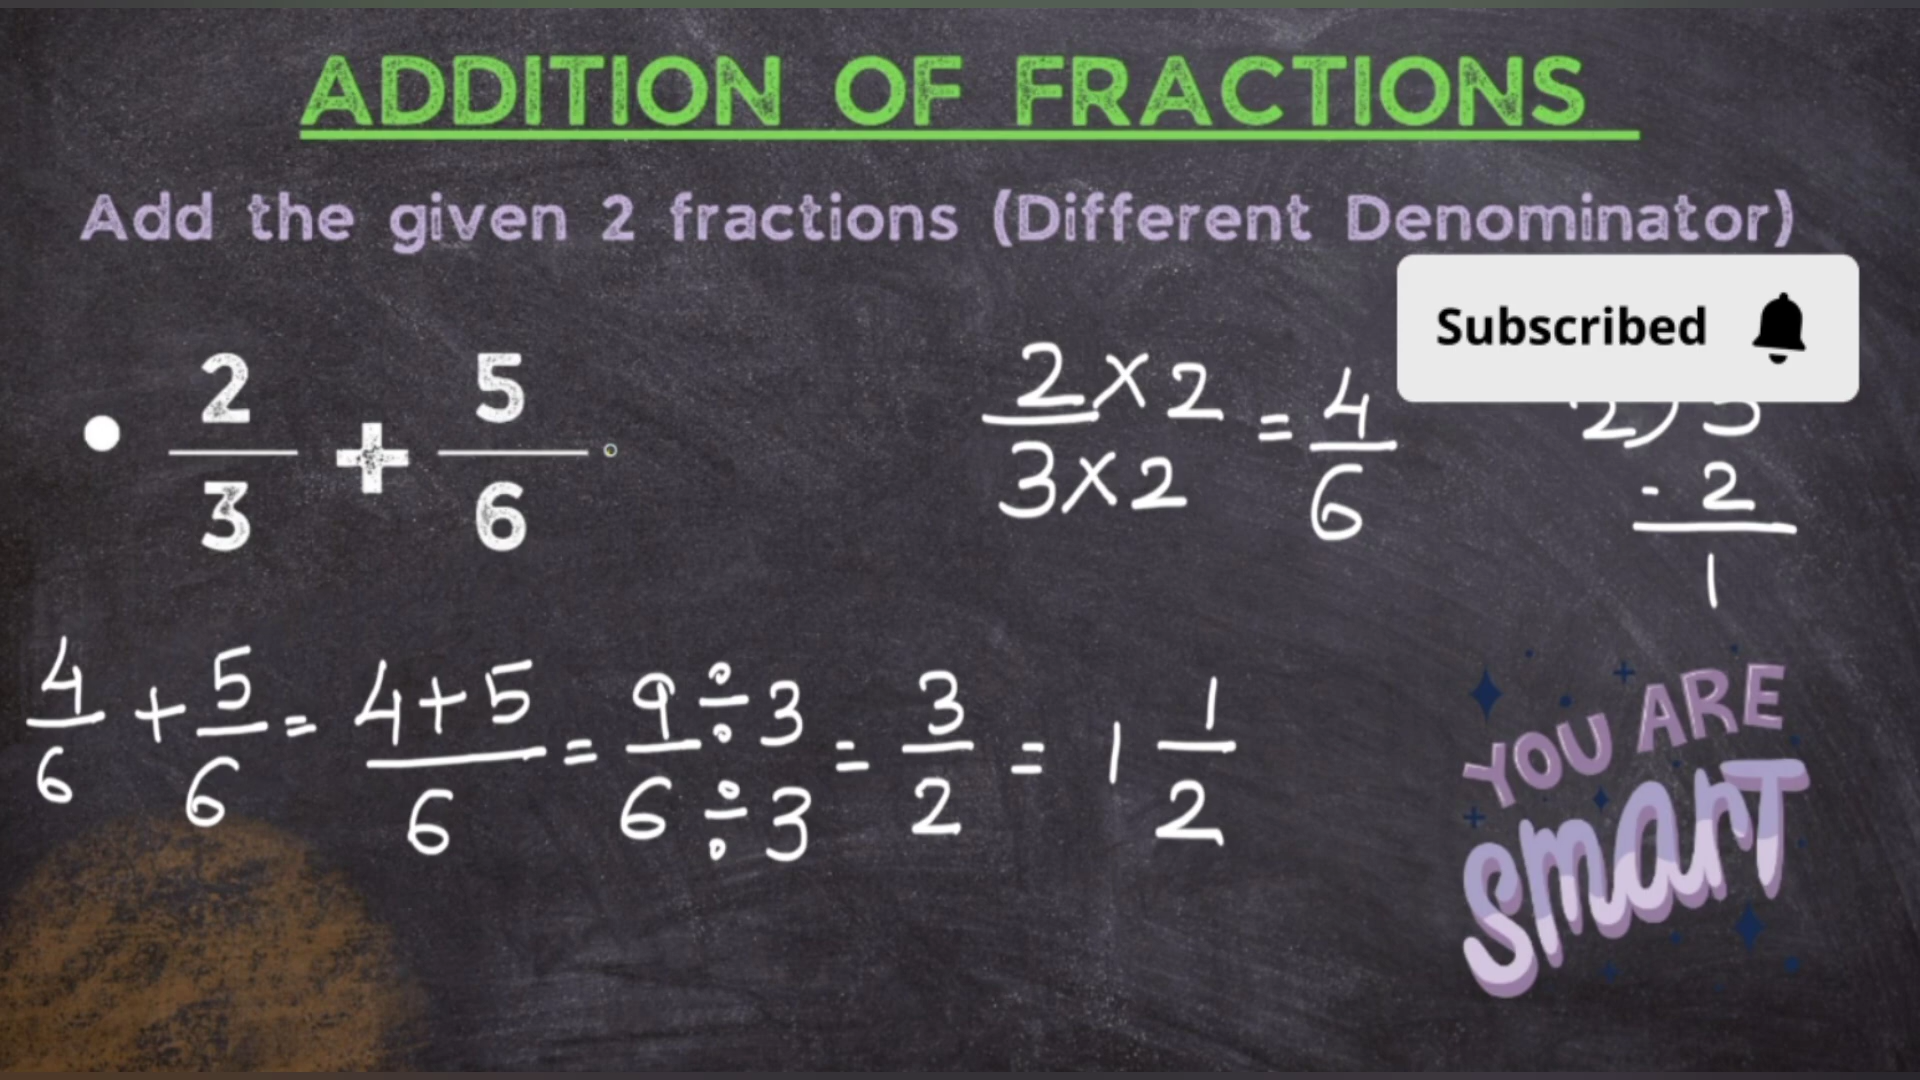 ADDITION OF FRACTIONS
Add the given 2 fractions (Different Denominator)
Subscribed
• 2/3 + 5/6
2×2/3×2 = 4/6
2)3
- 2
1
4/6 + 5/6 = 4+5/6 = 9÷3/6÷3 = 3/2 = 1 1/2
YOU ARE
smart